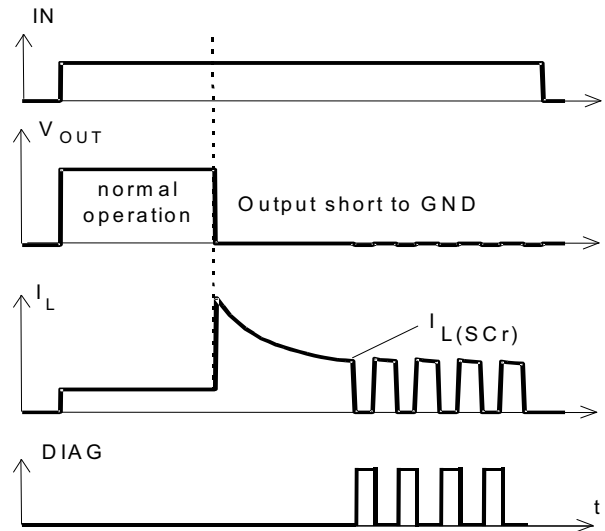 IN
V OUT
normal
operation
Output short to GND
I L
I L(SCr)
DIAG
t